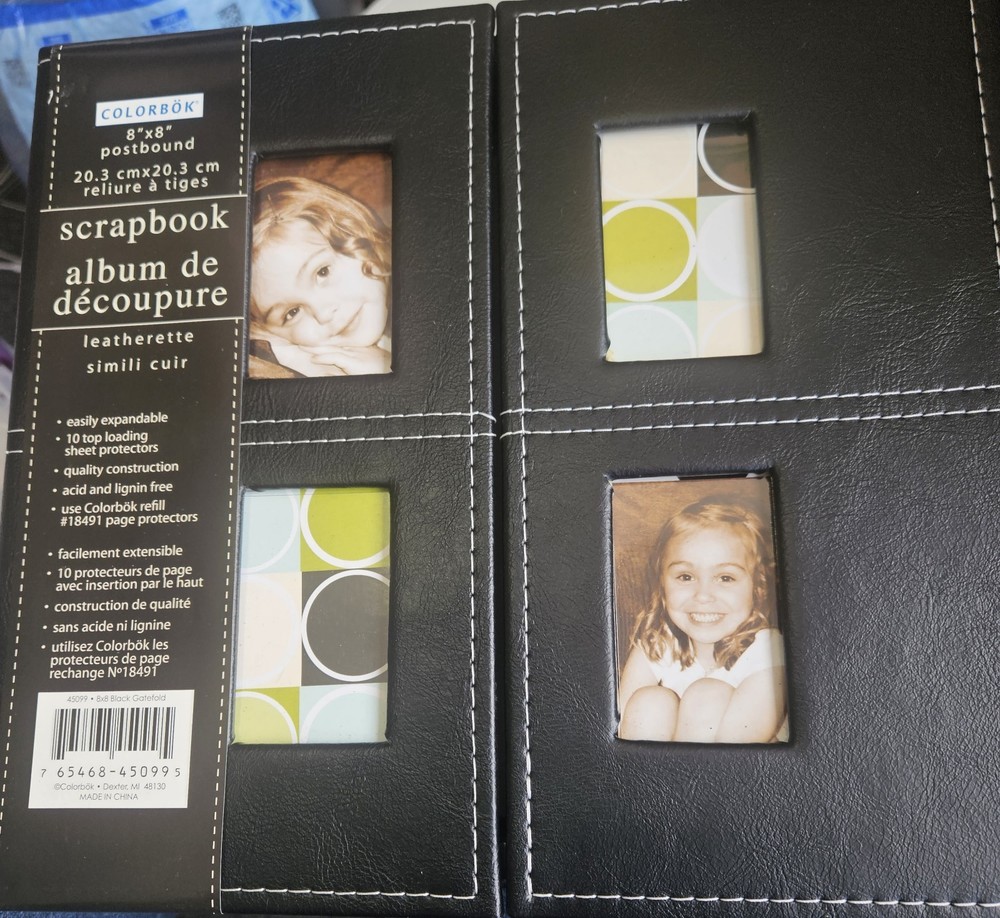 COLORBÖK
8"x8"
postbound
20.3 cmx20.3 cm
reliure à tiges
scrapbook
album de
découpure
leatherette
simili cuir
• easily expandable
• 10 top loading
sheet protectors
• quality construction
• acid and lignin free
• use Colorbök refill
#18491 page protectors
• facilement extensible
• 10 protecteurs de page
avec insertion par le haut
• construction de qualité
• sans acide ni lignine
• utilisez Colorbök les
protecteurs de page
rechange Nº18491
45099 • 8x8 Black Gatefold
7 65468-45099 5
©Colorbök • Dexter, MI 48130
MADE IN CHINA